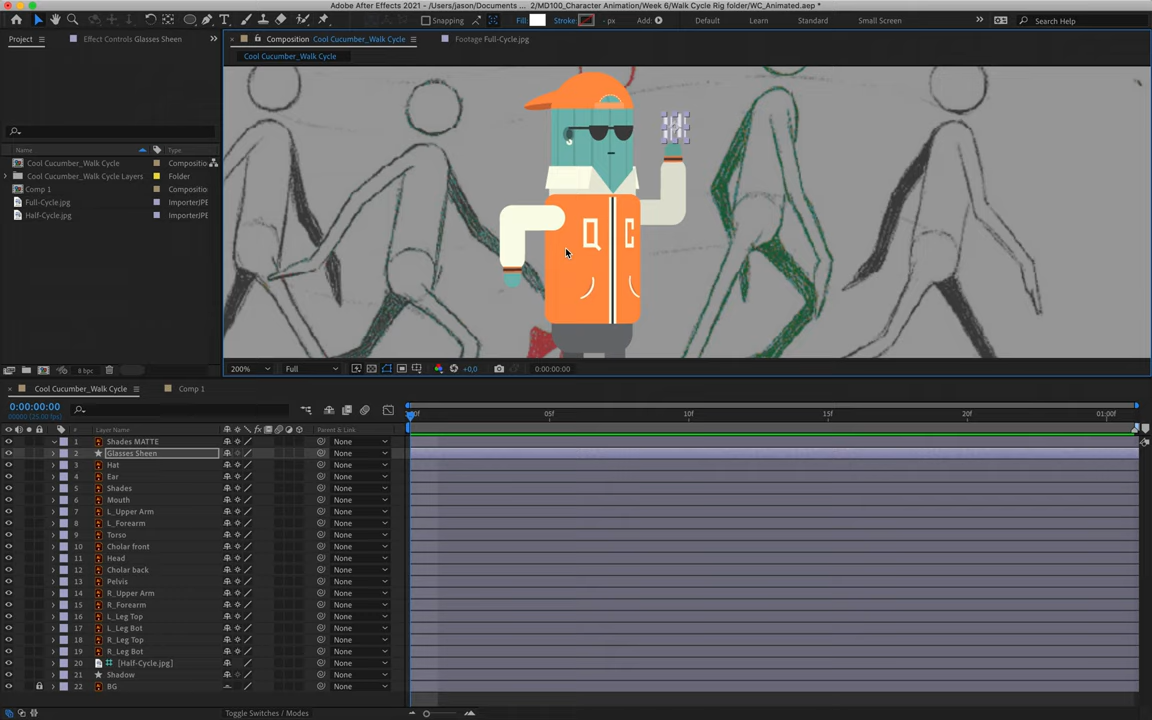 Adobe After Effects 2021 - /Users/jason/Documents ... 2/MD100_Character Animation/Week 6/Walk Cycle Rig folder/WC_Animated.aep *
Snapping
Fill:
Stroke:
- px
Add:
Default
Learn
Standard
Small Screen
Search Help
Project
Effect Controls Glasses Sheen
Composition Cool Cucumber_Walk Cycle
Footage Full-Cycle.jpg
Cool Cucumber_Walk Cycle
Name
Type
Cool Cucumber_Walk Cycle
Compositio
Cool Cucumber_Walk Cycle Layers
Folder
Comp 1
Compositio
Full-Cycle.jpg
ImporterJPE
Half-Cycle.jpg
ImporterJPE
8 bpc
200%
Full
+0,0
0:00:00:00
Cool Cucumber_Walk Cycle
Comp 1
0:00:00:00
00000 (25.00 fps)
05f
10f
15f
20f
01:00f
#
Layer Name
Parent & Link
1 Shades MATTE None
2 Glasses Sheen None
3 Hat None
4 Ear None
5 Shades None
6 Mouth None
7 L_Upper Arm None
8 L_Forearm None
9 Torso None
10 Cholar front None
11 Head None
12 Cholar back None
13 Pelvis None
14 R_Upper Arm None
15 R_Forearm None
16 L_Leg Top None
17 L_Leg Bot None
18 R_Leg Top None
19 R_Leg Bot None
20 [Half-Cycle.jpg] None
21 Shadow None
22 BG None
Toggle Switches / Modes